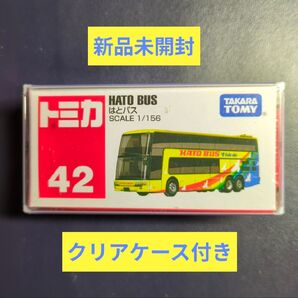 新品未開封
トミカ
HATO BUS
はとバス
SCALE 1/156
TAKARA
TOMY
42
HATO BUS
クリアケース付き